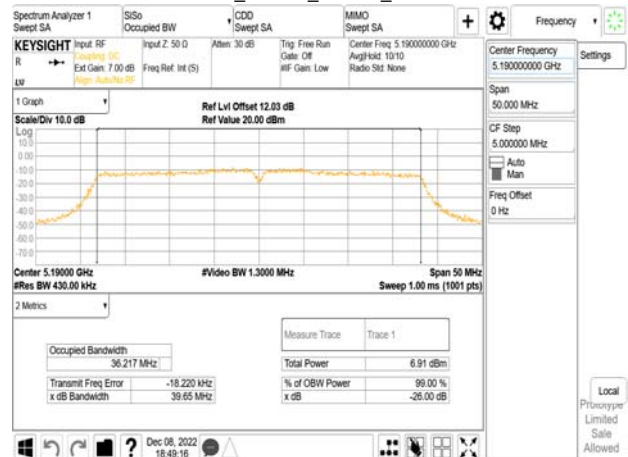 Spectrum Analyzer 1
Swept SA
SiSo
Occupied BW
CDD
Swept SA
MIMO
Swept SA
+
Frequency
KEYSIGHT
R
LXI
Input: RF
Coupling: DC
Ext Gain: 7.00 dB
Align: Auto/No RF
Input Z: 50 Ω
Freq Ref: Int (S)
Atten: 30 dB
Trig: Free Run
Gate: Off
#IF Gain: Low
Center Freq: 5.190000000 GHz
Avg|Hold: 10/10
Radio Std: None
Center Frequency
5.190000000 GHz
Settings
Span
50.000 MHz
CF Step
5.000000 MHz
Auto
Man
Freq Offset
0 Hz
1 Graph
Scale/Div 10.0 dB
Ref Lvl Offset 12.03 dB
Ref Value 20.00 dBm
Log
10.0
0.00
-10.0
-20.0
-30.0
-40.0
-50.0
-60.0
-70.0
Center 5.19000 GHz
#Res BW 430.00 kHz
#Video BW 1.3000 MHz
Span 50 MHz
Sweep 1.00 ms (1001 pts)
2 Metrics
Measure Trace Trace 1
Occupied Bandwidth
36.217 MHz
Total Power 6.91 dBm
Transmit Freq Error -18.220 kHz
% of OBW Power 99.00 %
x dB Bandwidth 39.65 MHz
x dB -26.00 dB
Local
Prototype
Limited
Sale
Allowed
?
Dec 08, 2022
18:49:16